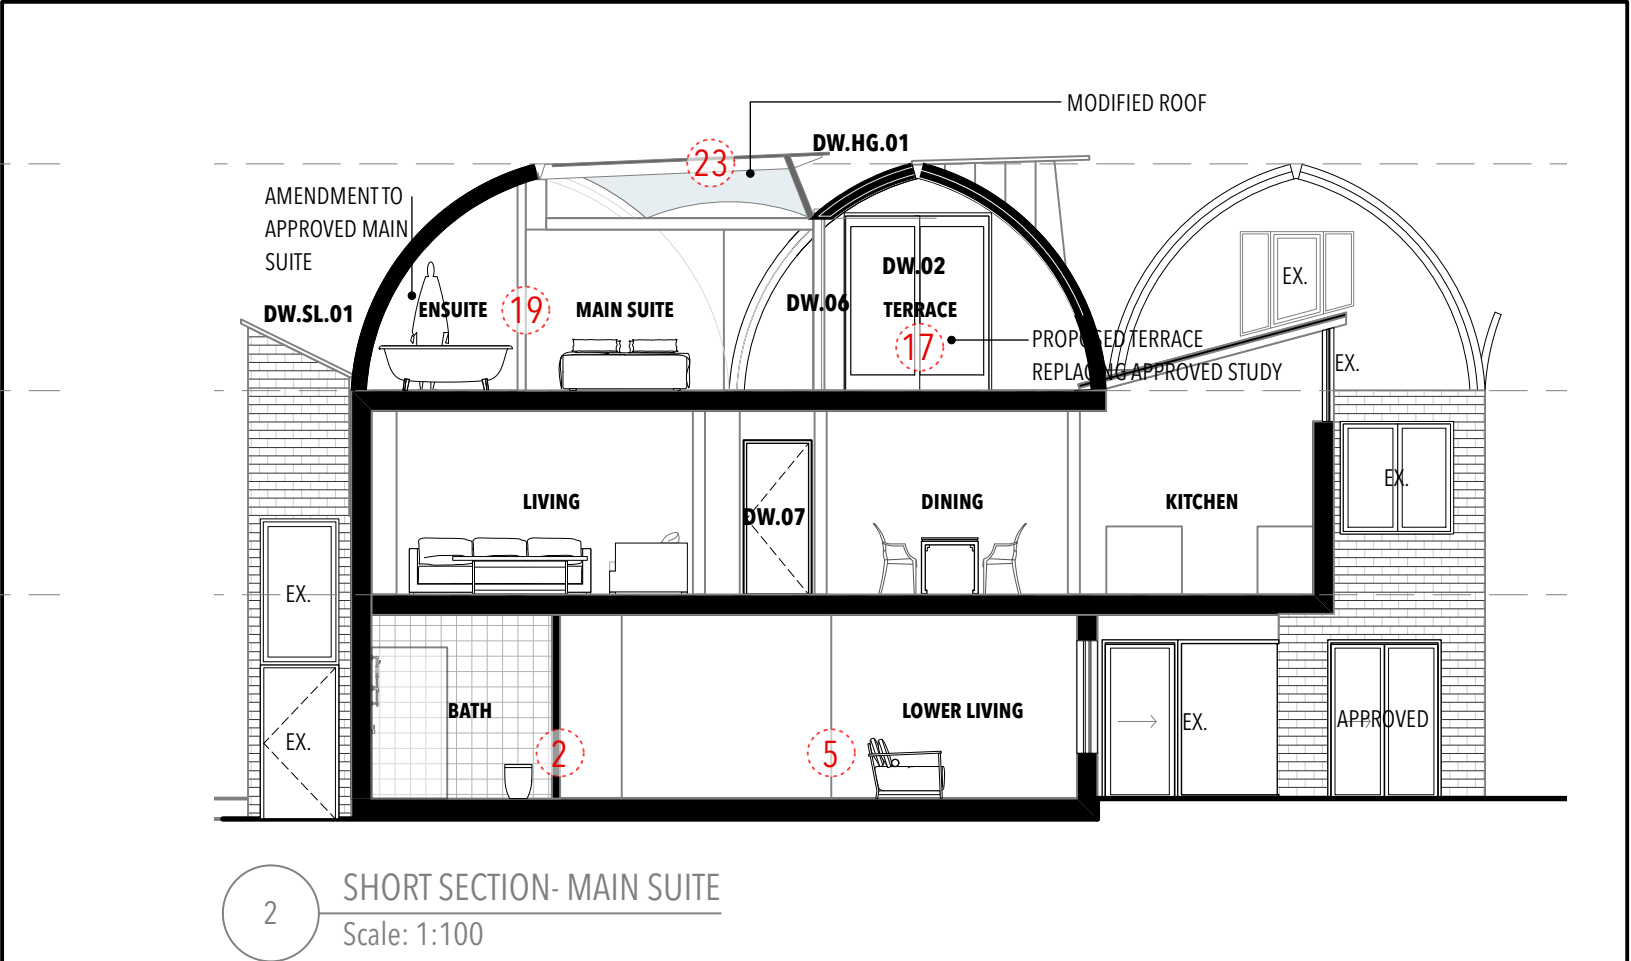 MODIFIED ROOF
DW.HG.01
23
AMENDMENT TO
APPROVED MAIN
SUITE
DW.SL.01
ENSUITE
19
MAIN SUITE
DW.06
DW.02
TERRACE
17
PROPOSED TERRACE
REPLACING APPROVED STUDY
EX.
EX.
LIVING
DW.07
DINING
KITCHEN
EX.
EX.
EX.
BATH
2
5
LOWER LIVING
EX.
APPROVED
2
SHORT SECTION- MAIN SUITE
Scale: 1:100